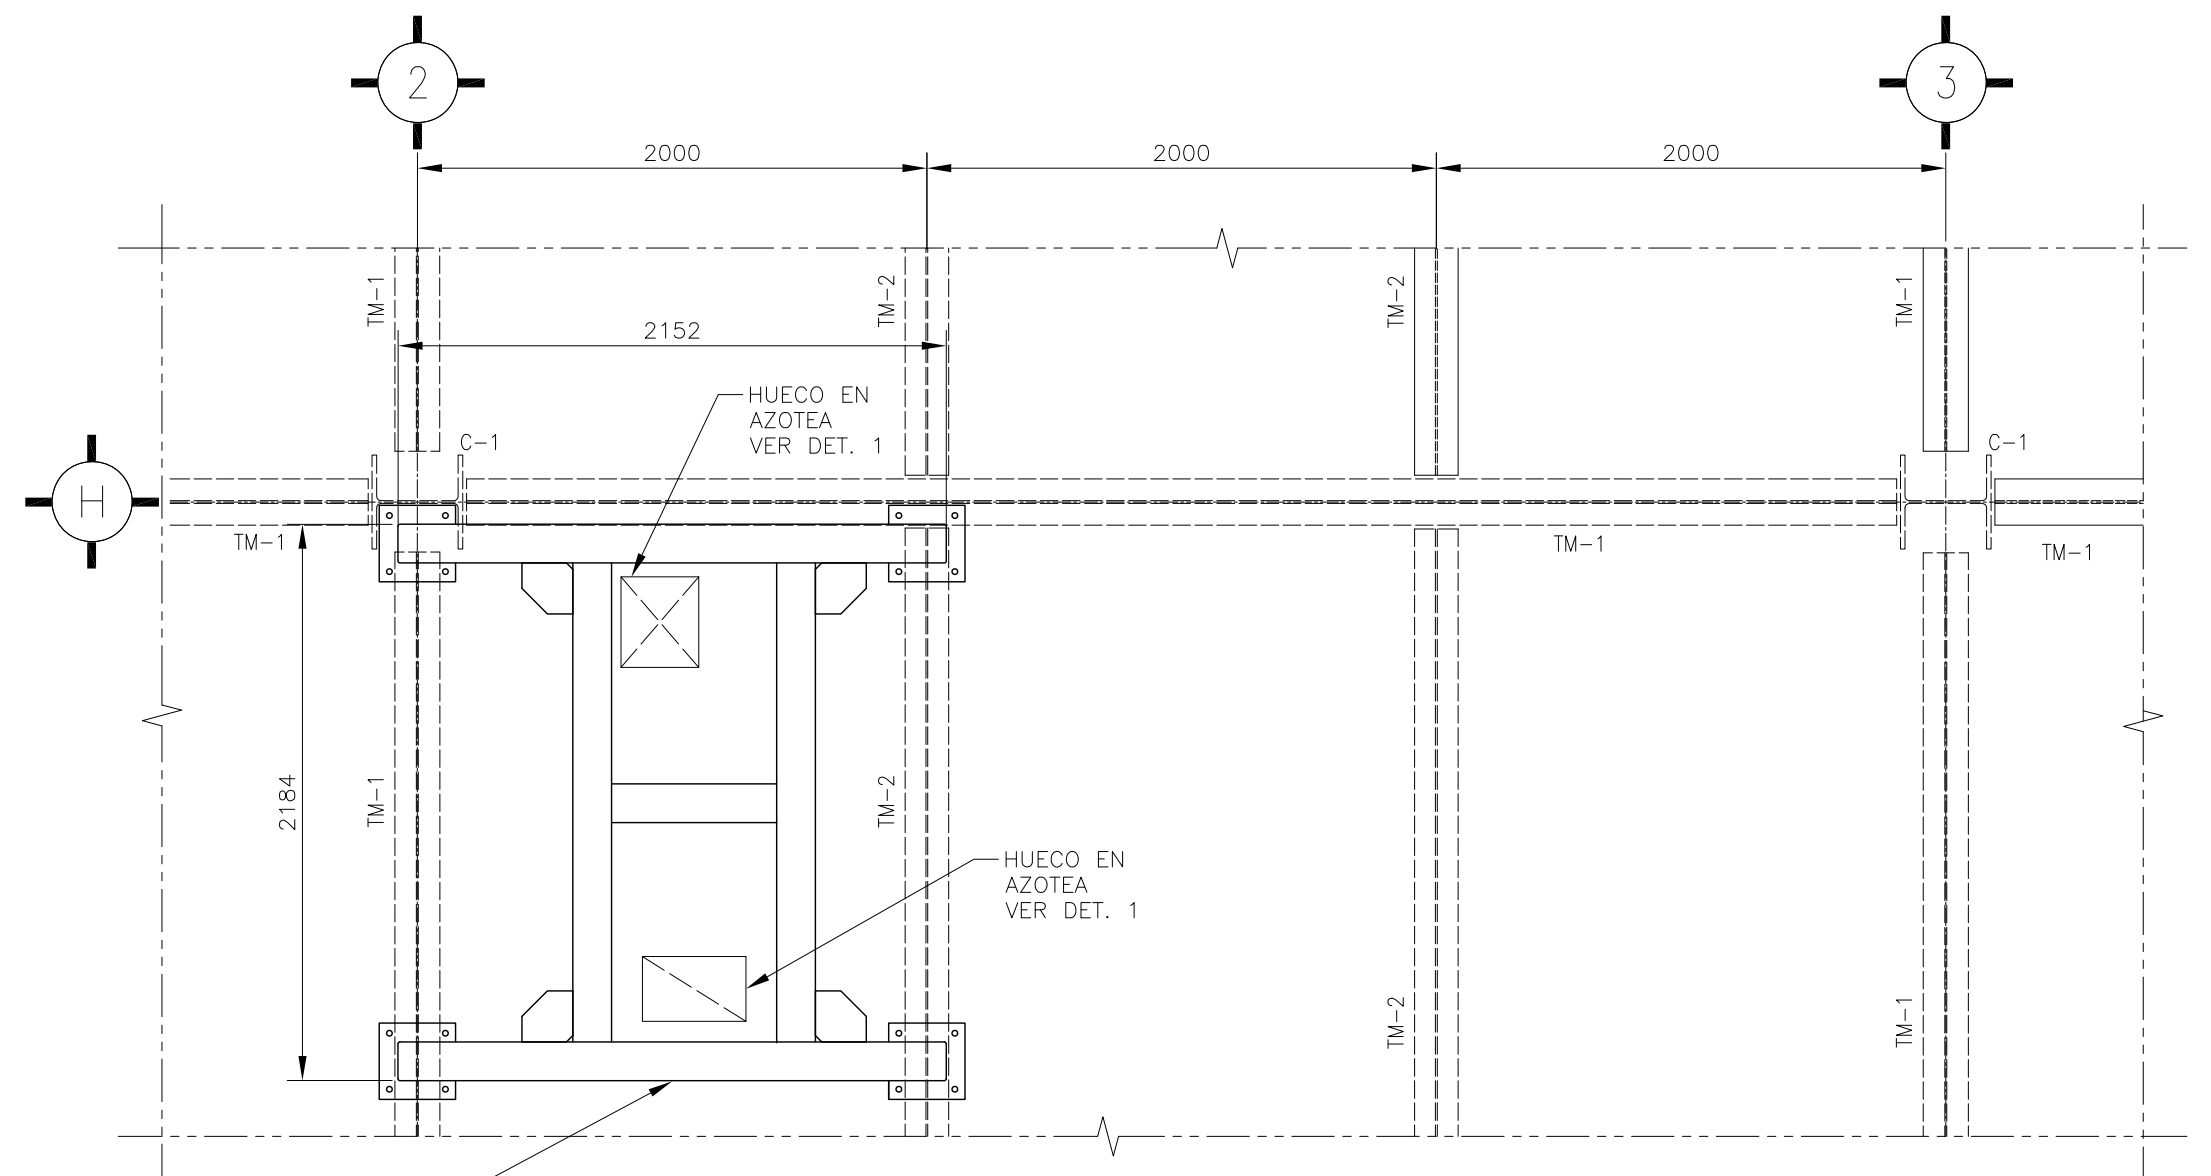 2
3
2000
2000
2000
TM-1
TM-2
TM-2
TM-1
2152
HUECO EN
AZOTEA
VER DET. 1
C-1
C-1
H
TM-1
TM-1
TM-1
2184
TM-1
TM-2
HUECO EN
AZOTEA
VER DET. 1
TM-2
TM-1